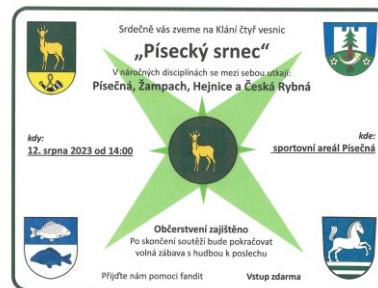 Srdečně vás zveme na Klání čtyř vesnic
„Písecký srnec“
V náročných disciplínách se mezi sebou utkají:
Písečná, Žampach, Hejnice a Česká Rybná
kdy:
12. srpna 2023 od 14:00
kde:
sportovní areál Písečná
Občerstvení zajištěno
Po skončení soutěží bude pokračovat
volná zábava s hudbou k poslechu
Přijďte nám pomoci fandit
Vstup zdarma